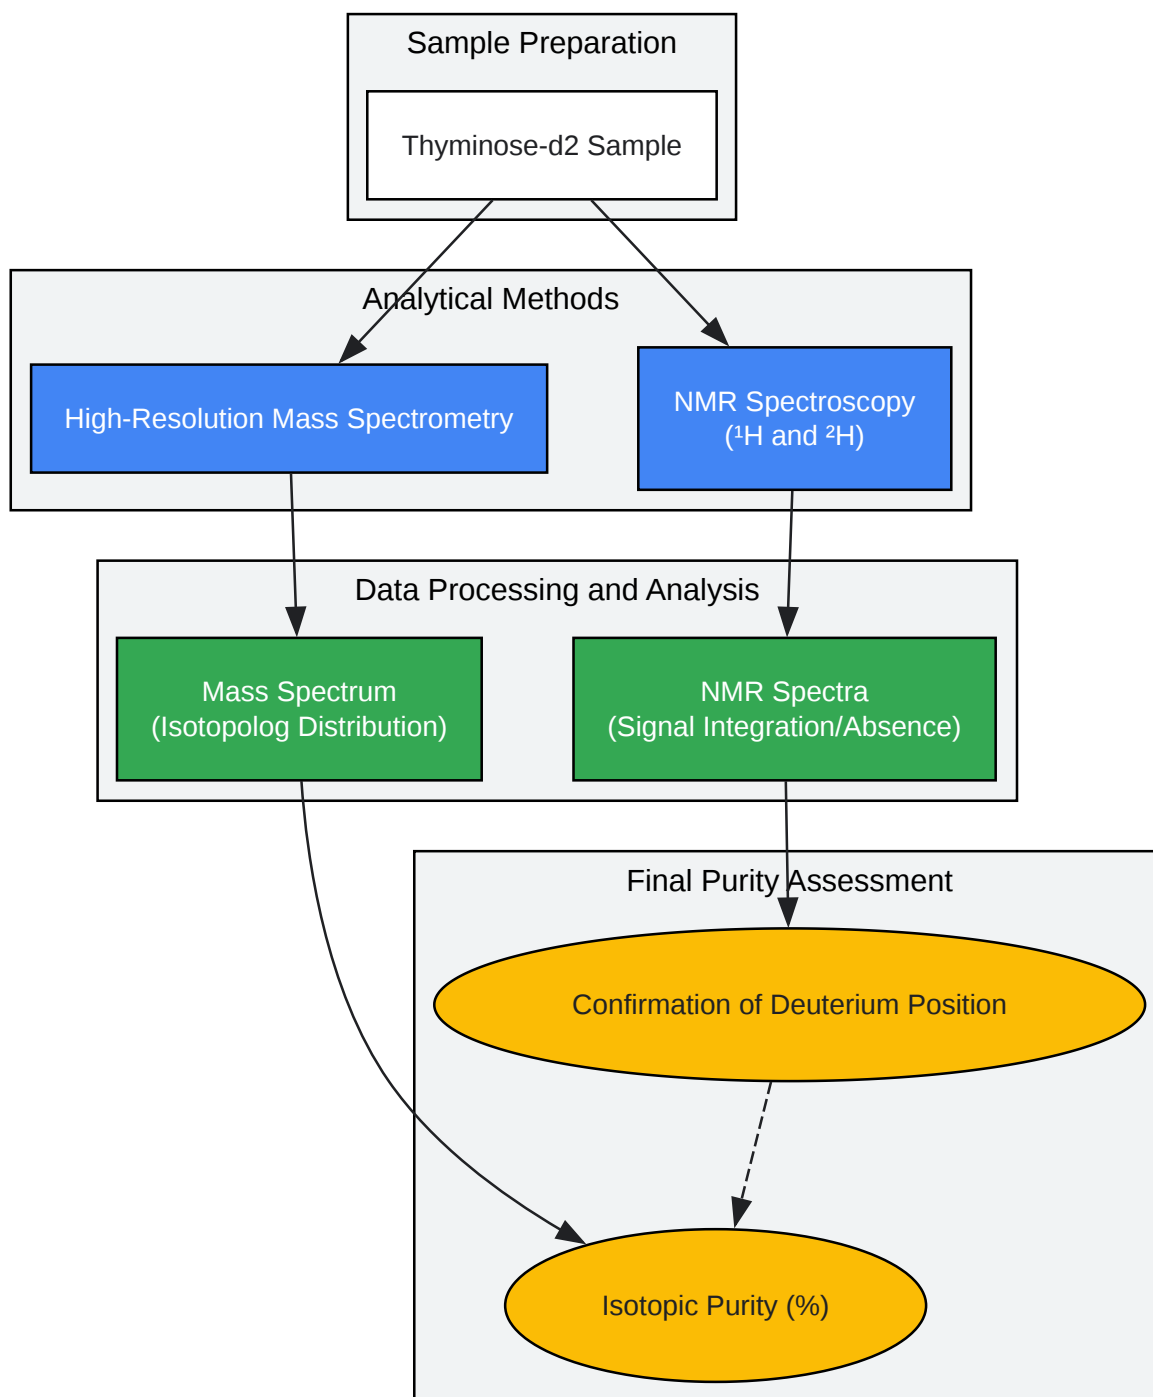 Sample Preparation
Thyminose-d2 Sample
Analytical Methods
High-Resolution Mass Spectrometry
NMR Spectroscopy
(¹H and ²H)
Data Processing and Analysis
Mass Spectrum
(Isotopolog Distribution)
NMR Spectra
(Signal Integration/Absence)
Final Purity Assessment
Confirmation of Deuterium Position
Isotopic Purity (%)